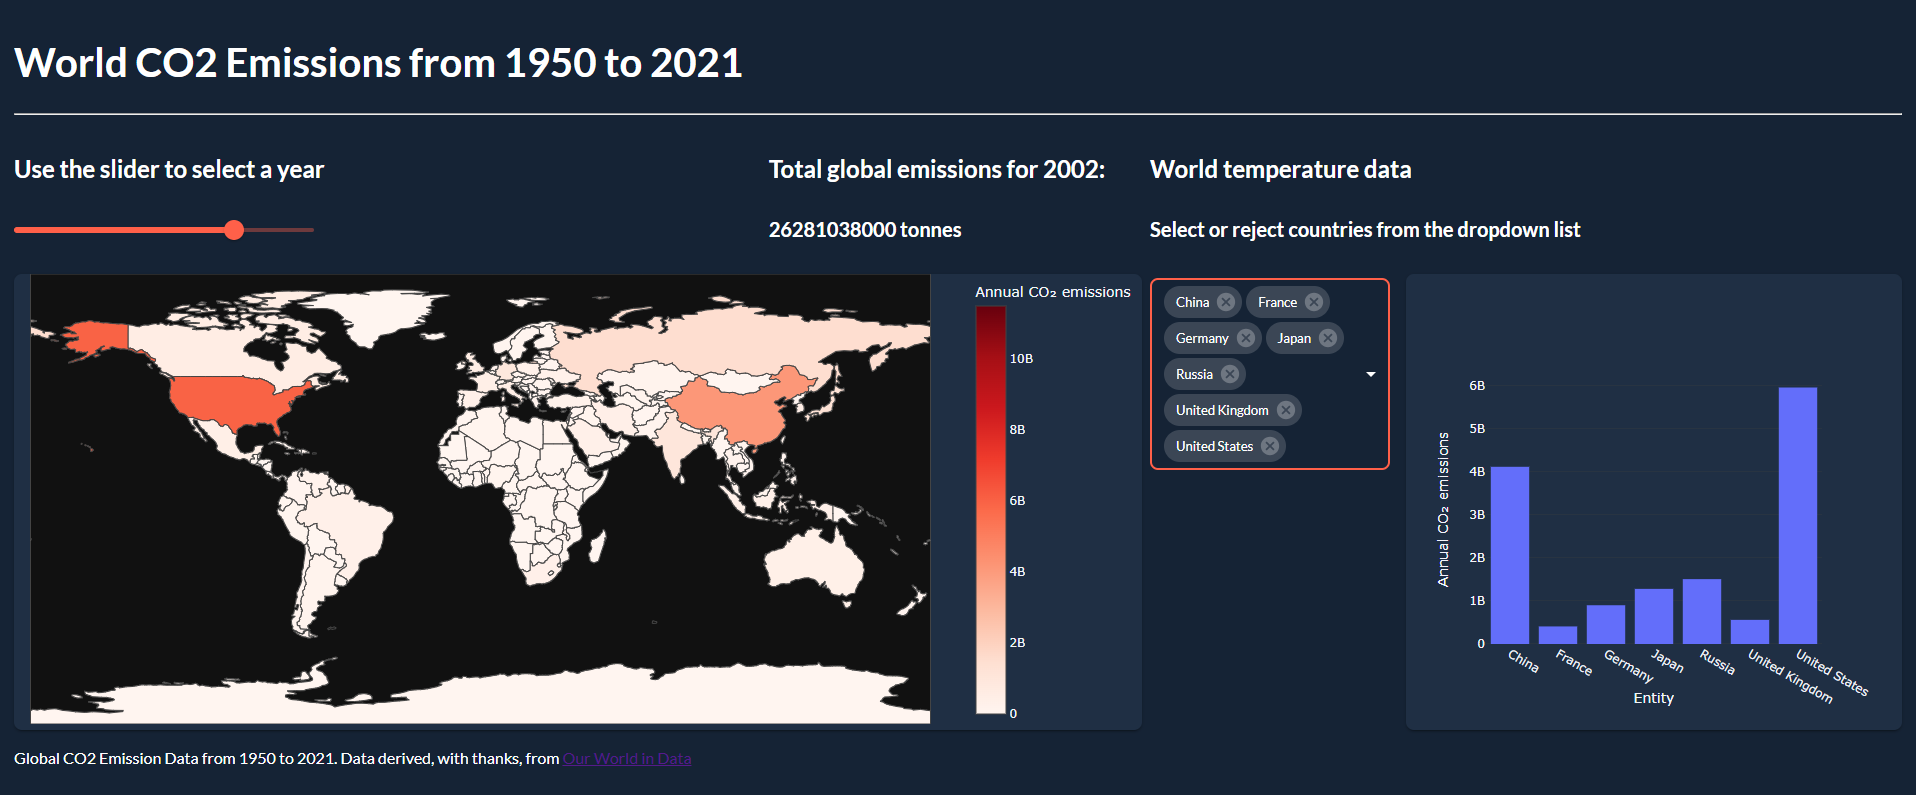 World CO2 Emissions from 1950 to 2021
Use the slider to select a year
Total global emissions for 2002:
26281038000 tonnes
World temperature data
Select or reject countries from the dropdown list
Annual CO₂ emissions
10B
8B
6B
4B
2B
0
China
France
Germany
Japan
Russia
United Kingdom
United States
6B
5B
4B
3B
2B
1B
0
Annual CO₂ emissions
China
France
Germany
Japan
Russia
United Kingdom
United States
Entity
Global CO2 Emission Data from 1950 to 2021. Data derived, with thanks, from Our World in Data